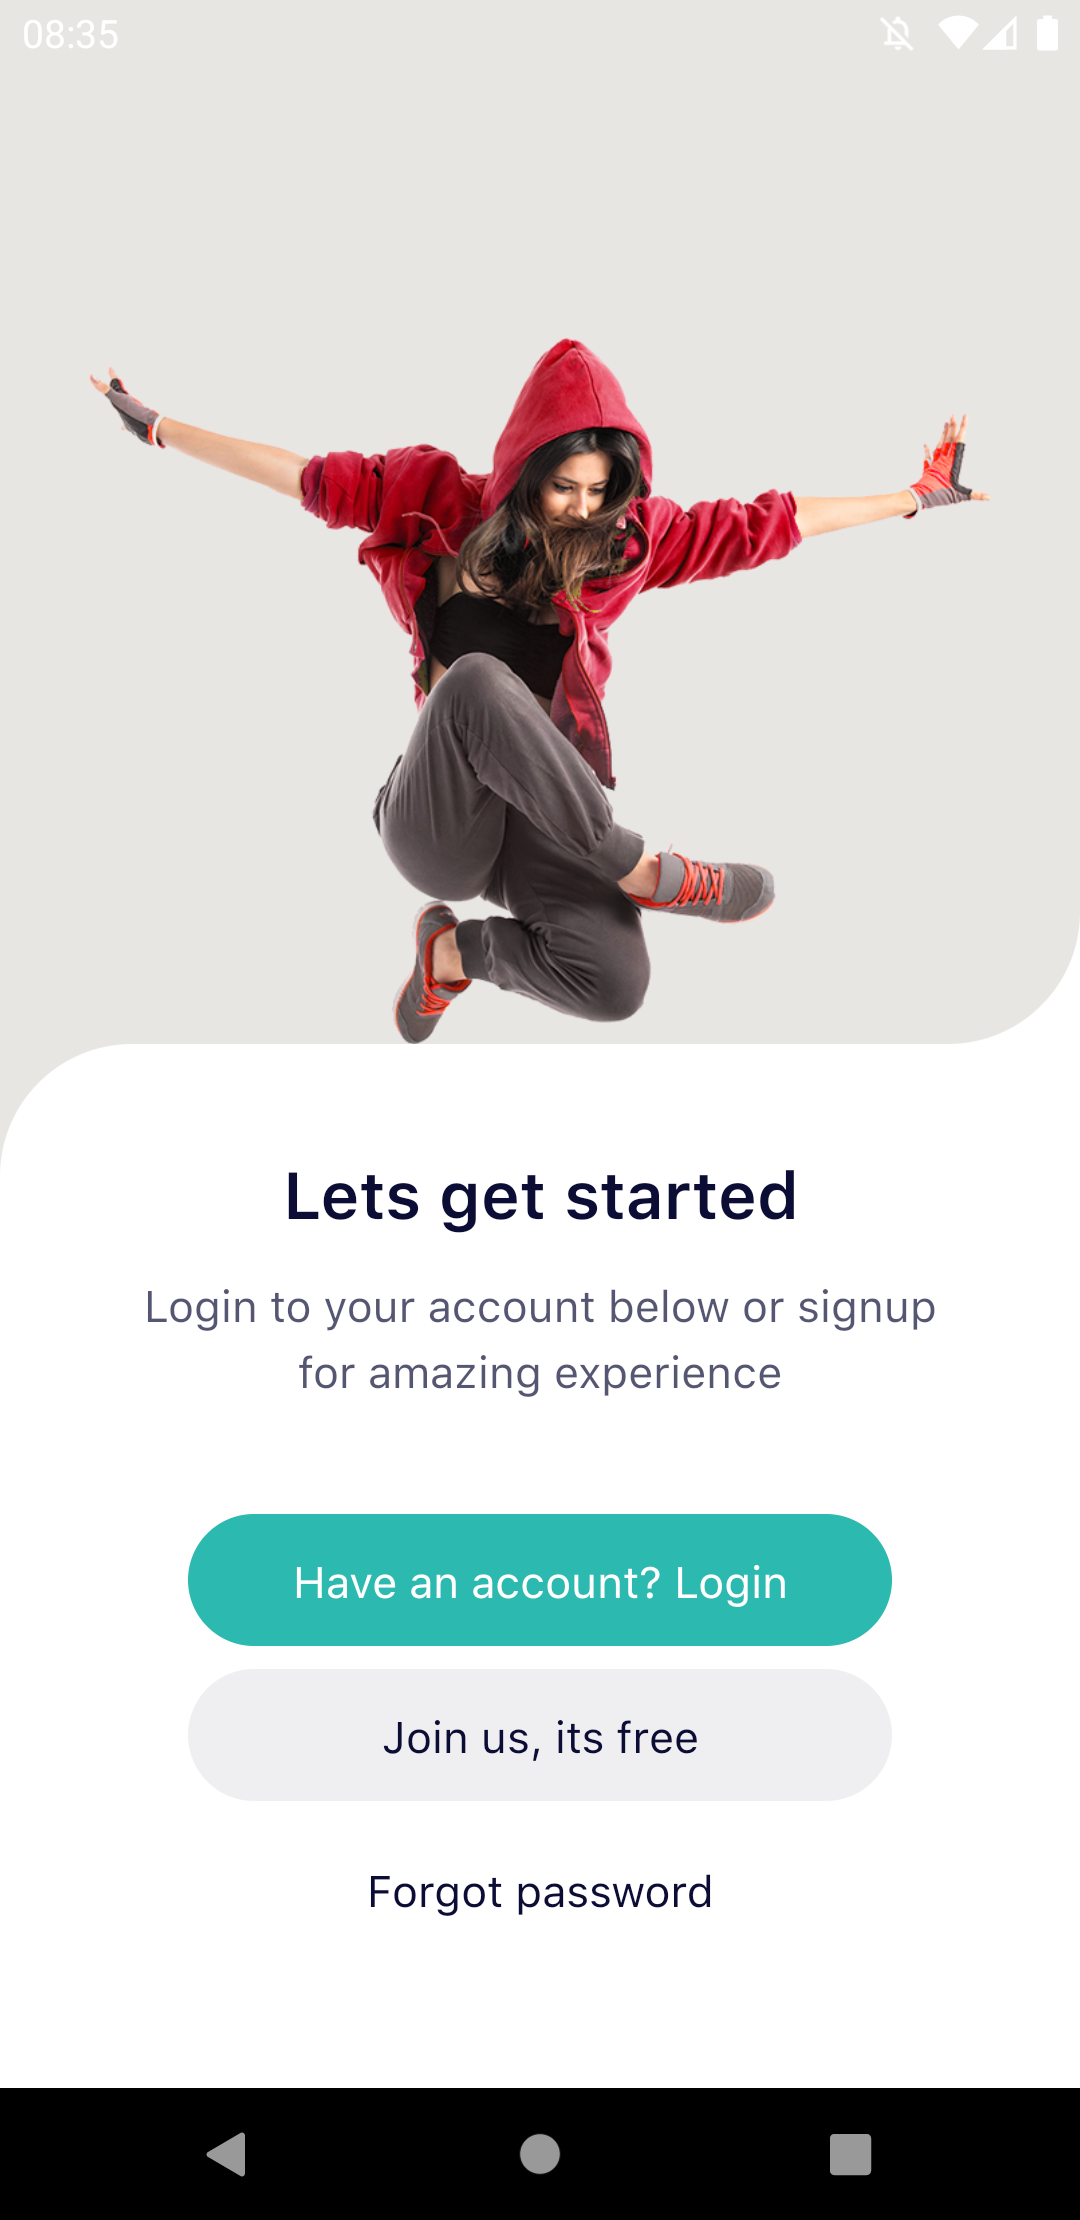 08:35
Lets get started
Login to your account below or signup
for amazing experience
Have an account? Login
Join us, its free
Forgot password